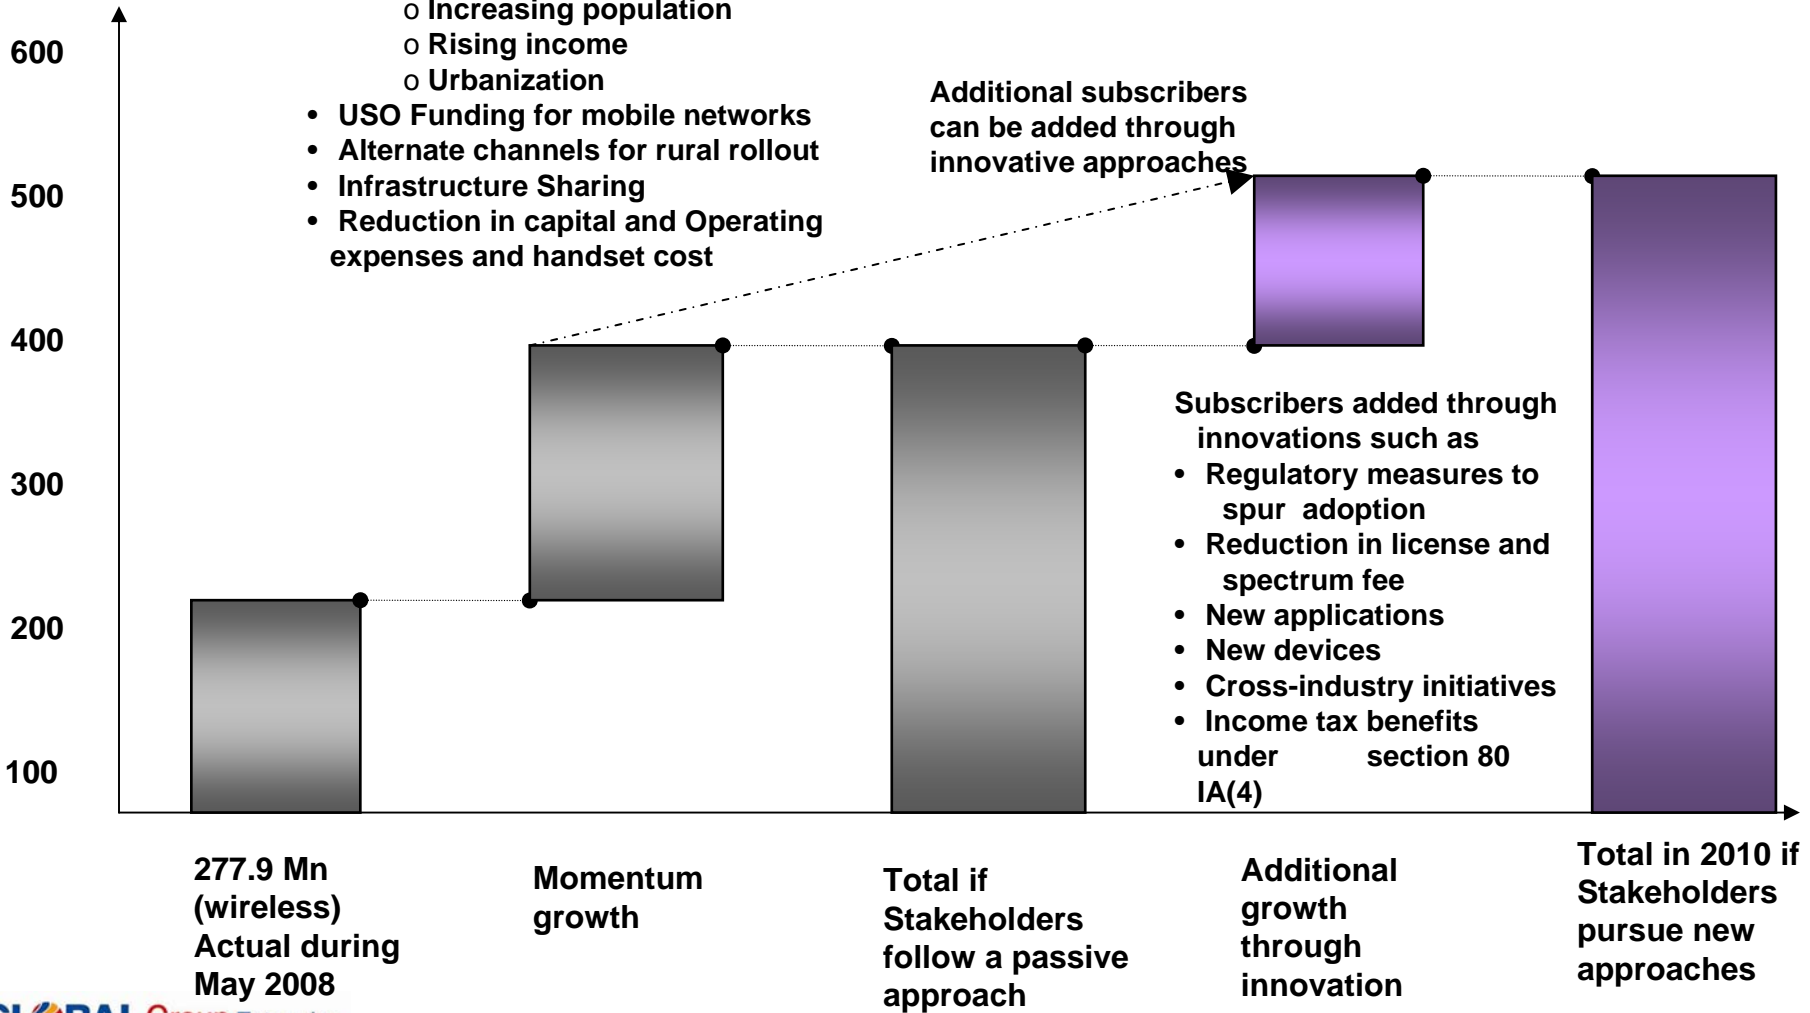 600
500
400
300
200
100
o Increasing population
o Rising income
o Urbanization
• USO Funding for mobile networks
• Alternate channels for rural rollout
• Infrastructure Sharing
• Reduction in capital and Operating
expenses and handset cost
Additional subscribers
can be added through
innovative approaches
Subscribers added through
innovations such as
• Regulatory measures to
spur adoption
• Reduction in license and
spectrum fee
• New applications
• New devices
• Cross-industry initiatives
• Income tax benefits
under section 80
IA(4)
277.9 Mn
(wireless)
Actual during
May 2008
Momentum
growth
Total if
Stakeholders
follow a passive
approach
Additional
growth
through
innovation
Total in 2010 if
Stakeholders
pursue new
approaches